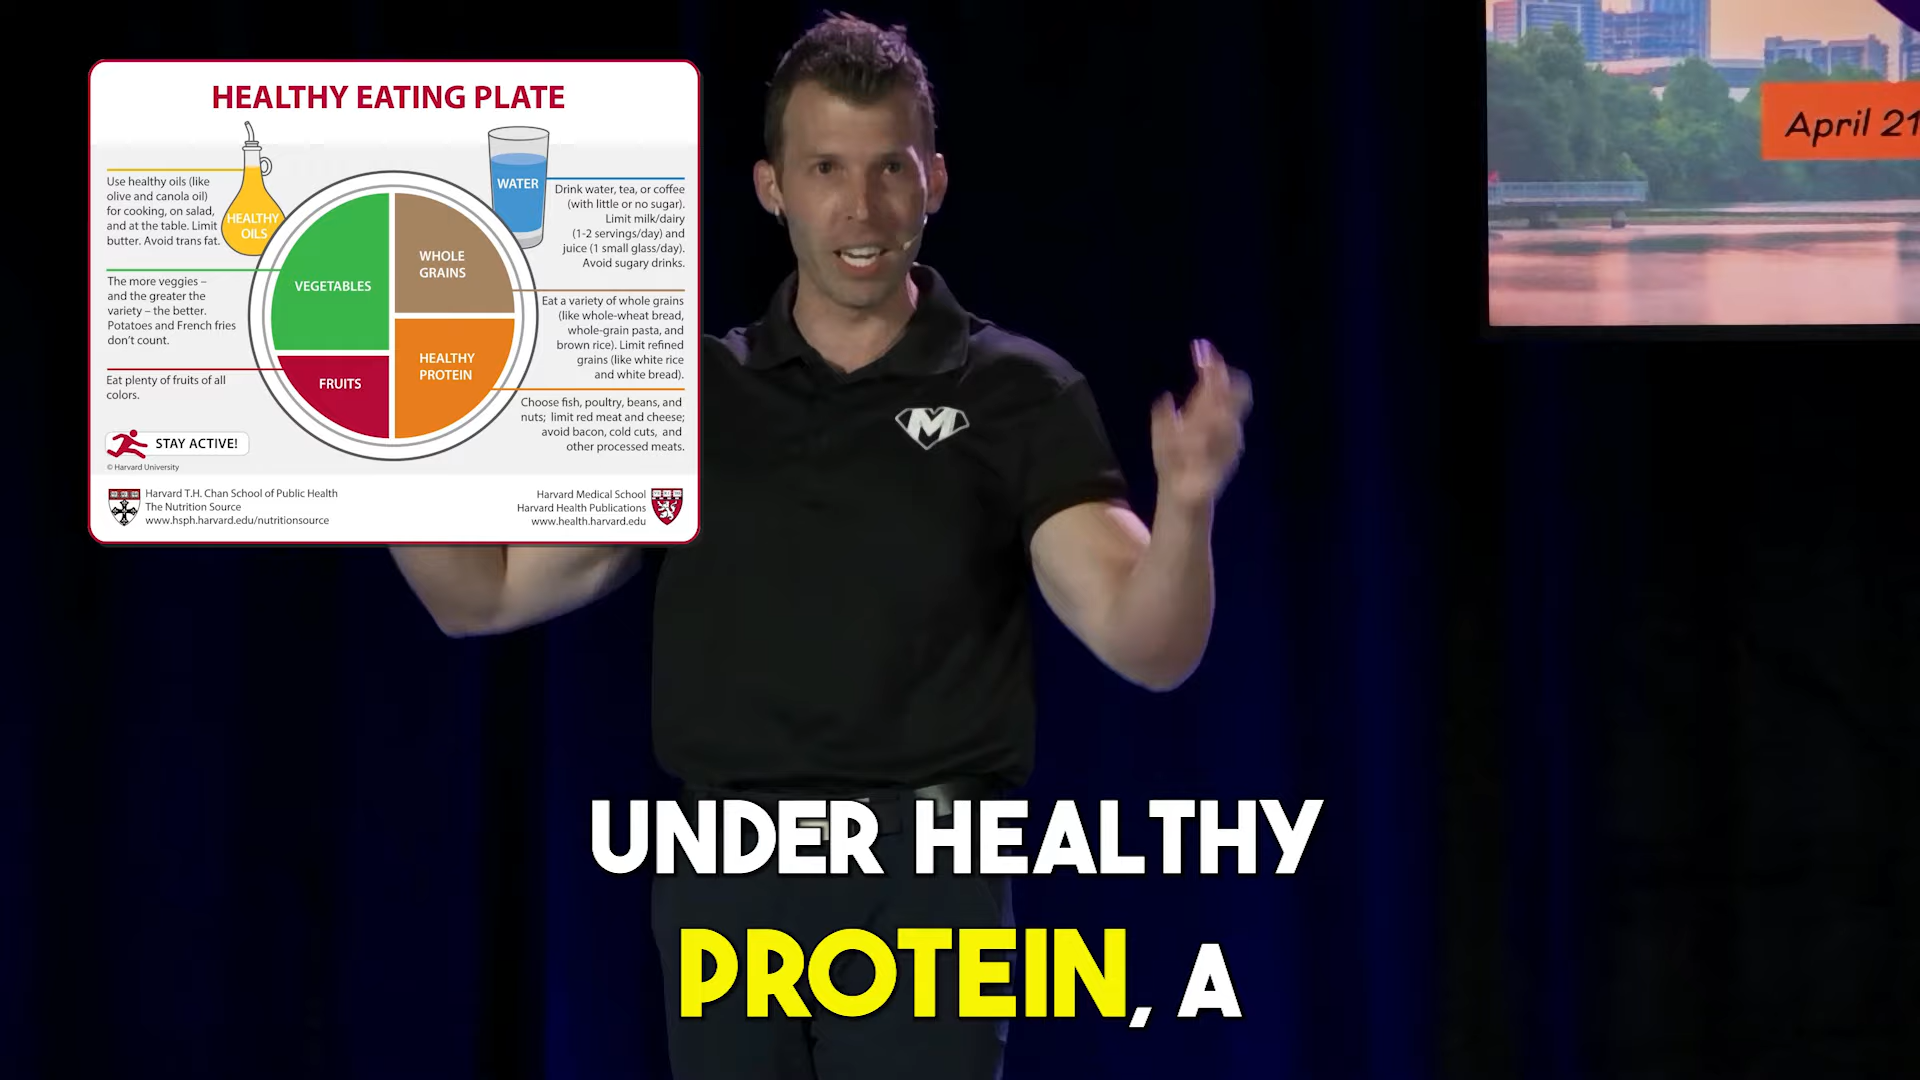 HEALTHY EATING PLATE
Use healthy oils (like
olive and canola oil)
for cooking, on salad,
and at the table. Limit
butter. Avoid trans fat.
HEALTHY
OILS
The more veggies –
and the greater the
variety – the better.
Potatoes and French fries
don't count.
Eat plenty of fruits of all
colors.
VEGETABLES
FRUITS
WHOLE
GRAINS
HEALTHY
PROTEIN
WATER
Drink water, tea, or coffee
(with little or no sugar).
Limit milk/dairy
(1-2 servings/day) and
juice (1 small glass/day).
Avoid sugary drinks.
Eat a variety of whole grains
(like whole-wheat bread,
whole-grain pasta, and
brown rice). Limit refined
grains (like white rice
and white bread).
Choose fish, poultry, beans, and
nuts; limit red meat and cheese;
avoid bacon, cold cuts, and
other processed meats.
STAY ACTIVE!
© Harvard University
Harvard T.H. Chan School of Public Health
The Nutrition Source
www.hsph.harvard.edu/nutritionsource
Harvard Medical School
Harvard Health Publications
www.health.harvard.edu
April 21
M
UNDER HEALTHY
PROTEIN, A